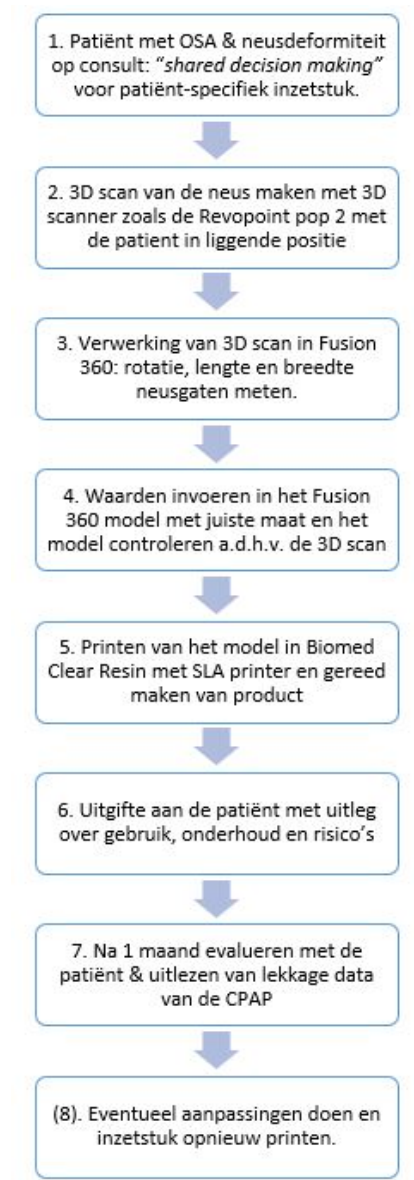 1. Patiënt met OSA & neusdeformiteit
op consult: “shared decision making”
voor patiënt-specifiek inzetstuk.
2. 3D scan van de neus maken met 3D
scanner zoals de Revopoint pop 2 met
de patient in liggende positie
3. Verwerking van 3D scan in Fusion
360: rotatie, lengte en breedte
neusgaten meten.
4. Waarden invoeren in het Fusion
360 model met juiste maat en het
model controleren a.d.h.v. de 3D scan
5. Printen van het model in Biomed
Clear Resin met SLA printer en gereed
maken van product
6. Uitgifte aan de patiënt met uitleg
over gebruik, onderhoud en risico’s
7. Na 1 maand evalueren met de
patiënt & uitlezen van lekkage data
van de CPAP
(8). Eventueel aanpassingen doen en
inzetstuk opnieuw printen.